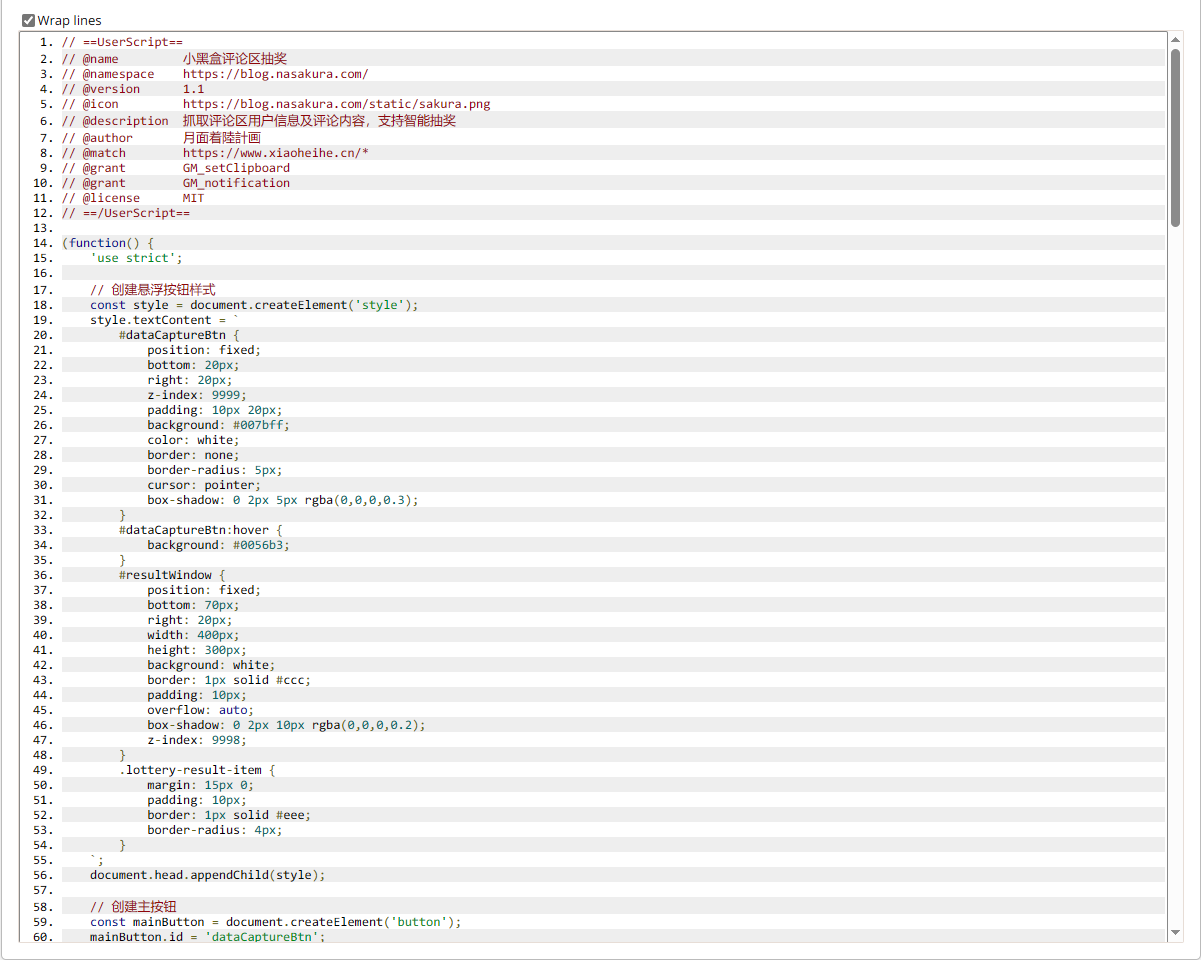 Wrap lines
1. // ==UserScript==
2. // @name         小黑盒评论区抽奖
3. // @namespace    https://blog.nasakura.com/
4. // @version      1.1
5. // @icon         https://blog.nasakura.com/static/sakura.png
6. // @description  抓取评论区用户信息及评论内容，支持智能抽奖
7. // @author       月面着陸計画
8. // @match        https://www.xiaoheihe.cn/*
9. // @grant        GM_setClipboard
10. // @grant        GM_notification
11. // @license      MIT
12. // ==/UserScript==
13.
14. (function() {
15.     'use strict';
16.
17.     // 创建悬浮按钮样式
18.     const style = document.createElement('style');
19.     style.textContent = `
20.         #dataCaptureBtn {
21.             position: fixed;
22.             bottom: 20px;
23.             right: 20px;
24.             z-index: 9999;
25.             padding: 10px 20px;
26.             background: #007bff;
27.             color: white;
28.             border: none;
29.             border-radius: 5px;
30.             cursor: pointer;
31.             box-shadow: 0 2px 5px rgba(0,0,0,0.3);
32.         }
33.         #dataCaptureBtn:hover {
34.             background: #0056b3;
35.         }
36.         #resultWindow {
37.             position: fixed;
38.             bottom: 70px;
39.             right: 20px;
40.             width: 400px;
41.             height: 300px;
42.             background: white;
43.             border: 1px solid #ccc;
44.             padding: 10px;
45.             overflow: auto;
46.             box-shadow: 0 2px 10px rgba(0,0,0,0.2);
47.             z-index: 9998;
48.         }
49.         .lottery-result-item {
50.             margin: 15px 0;
51.             padding: 10px;
52.             border: 1px solid #eee;
53.             border-radius: 4px;
54.         }
55.     `;
56.     document.head.appendChild(style);
57.
58.     // 创建主按钮
59.     const mainButton = document.createElement('button');
60.     mainButton.id = 'dataCaptureBtn';